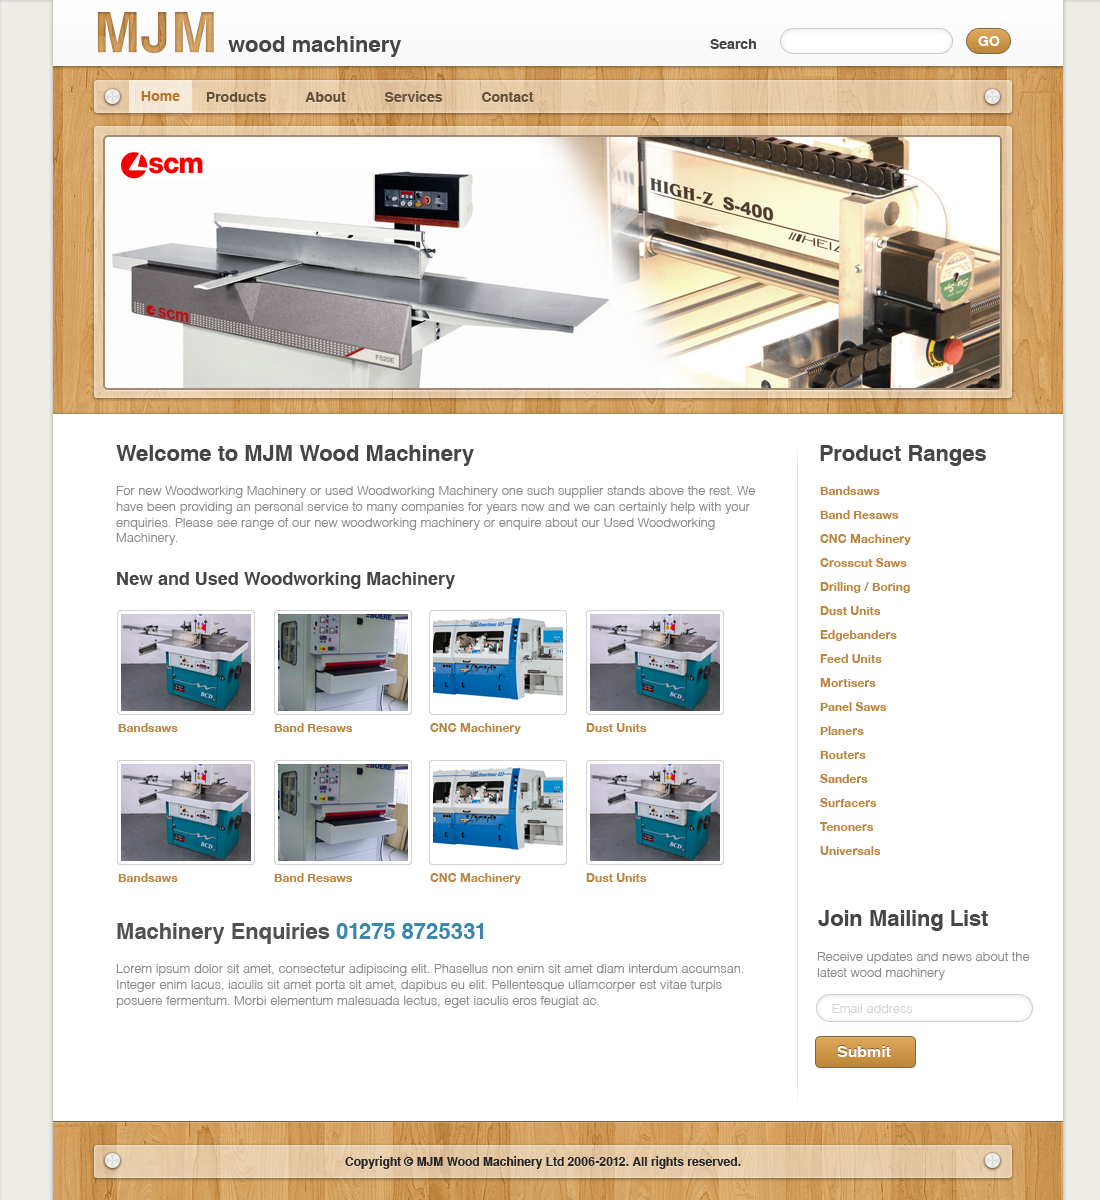 MJM wood machinery
Search
GO
Home Products About Services Contact
scm
HIGH-Z S-400
scm
F520E
Welcome to MJM Wood Machinery
For new Woodworking Machinery or used Woodworking Machinery one such supplier stands above the rest. We
have been providing an personal service to many companies for years now and we can certainly help with your
enquiries. Please see range of our new woodworking machinery or enquire about our Used Woodworking
Machinery.
New and Used Woodworking Machinery
Bandsaws
Band Resaws
CNC Machinery
Dust Units
Bandsaws
Band Resaws
CNC Machinery
Dust Units
Machinery Enquiries 01275 8725331
Lorem ipsum dolor sit amet, consectetur adipiscing elit. Phasellus non enim sit amet diam interdum accumsan.
Integer enim lacus, iaculis sit amet porta sit amet, dapibus eu elit. Pellentesque ullamcorper est vitae turpis
posuere fermentum. Morbi elementum malesuada lectus, eget iaculis eros feugiat ac.
Product Ranges
Bandsaws
Band Resaws
CNC Machinery
Crosscut Saws
Drilling / Boring
Dust Units
Edgebanders
Feed Units
Mortisers
Panel Saws
Planers
Routers
Sanders
Surfacers
Tenoners
Universals
Join Mailing List
Receive updates and news about the
latest wood machinery
Email address
Submit
Copyright © MJM Wood Machinery Ltd 2006-2012. All rights reserved.